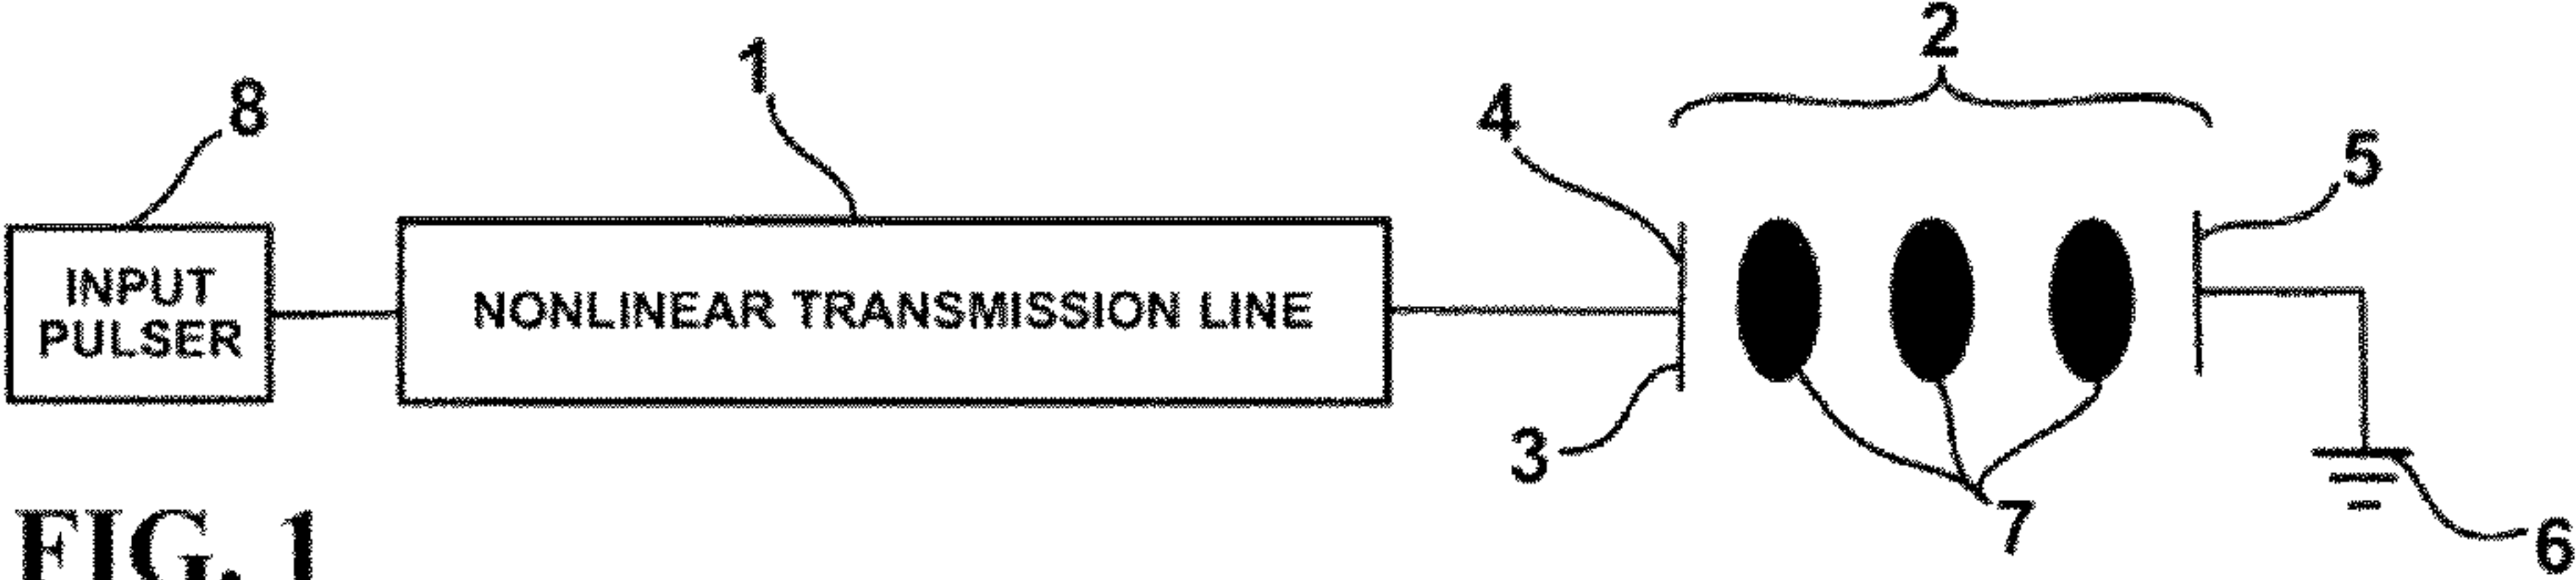 2
1
8
4
5
INPUT
PULSER
NONLINEAR TRANSMISSION LINE
3
7
6
FIG. 1